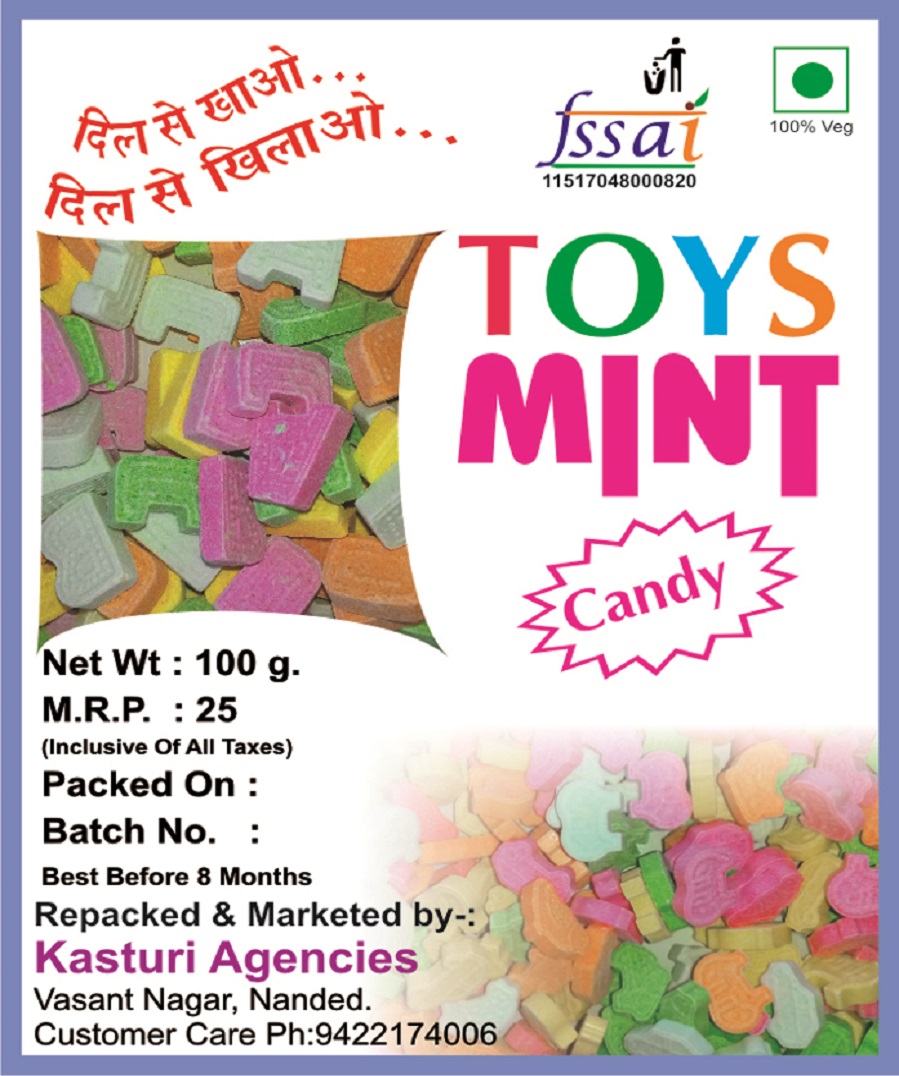 दिल से खाओ...
दिल से खिलाओ...
fssai
11517048000820
100% Veg
TOYS
MINT
Candy
Net Wt : 100 g.
M.R.P. : 25
(Inclusive Of All Taxes)
Packed On :
Batch No. :
Best Before 8 Months
Repacked & Marketed by-:
Kasturi Agencies
Vasant Nagar, Nanded.
Customer Care Ph:9422174006